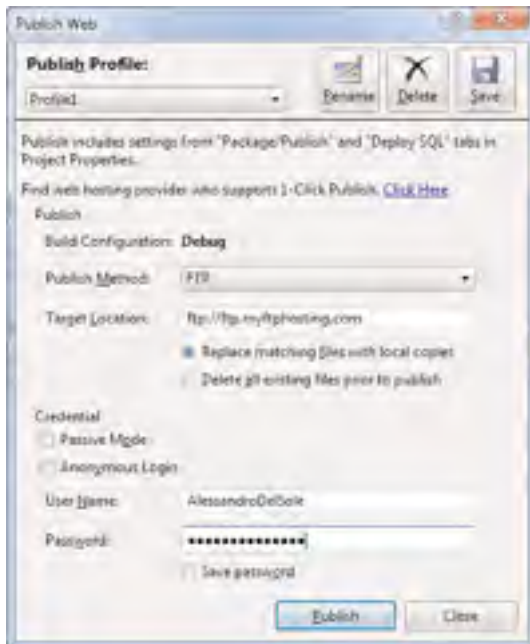 Publish Web
Publish Profile:
Profile1
Rename
Delete
Save
Publish includes settings from "Package/Publish" and "Deploy SQL" tabs in
Project Properties.
Find web hosting provider who supports 1-Click Publish. Click Here
Publish
Build Configuration: Debug
Publish Method: FTP
Target Location: ftp://ftp.myftphosting.com
Replace matching files with local copies
Delete all existing files prior to publish
Credential
Passive Mode
Anonymous Login
User Name: AlessandroDelSole
Password: ••••••••••••••
Save password
Publish
Close